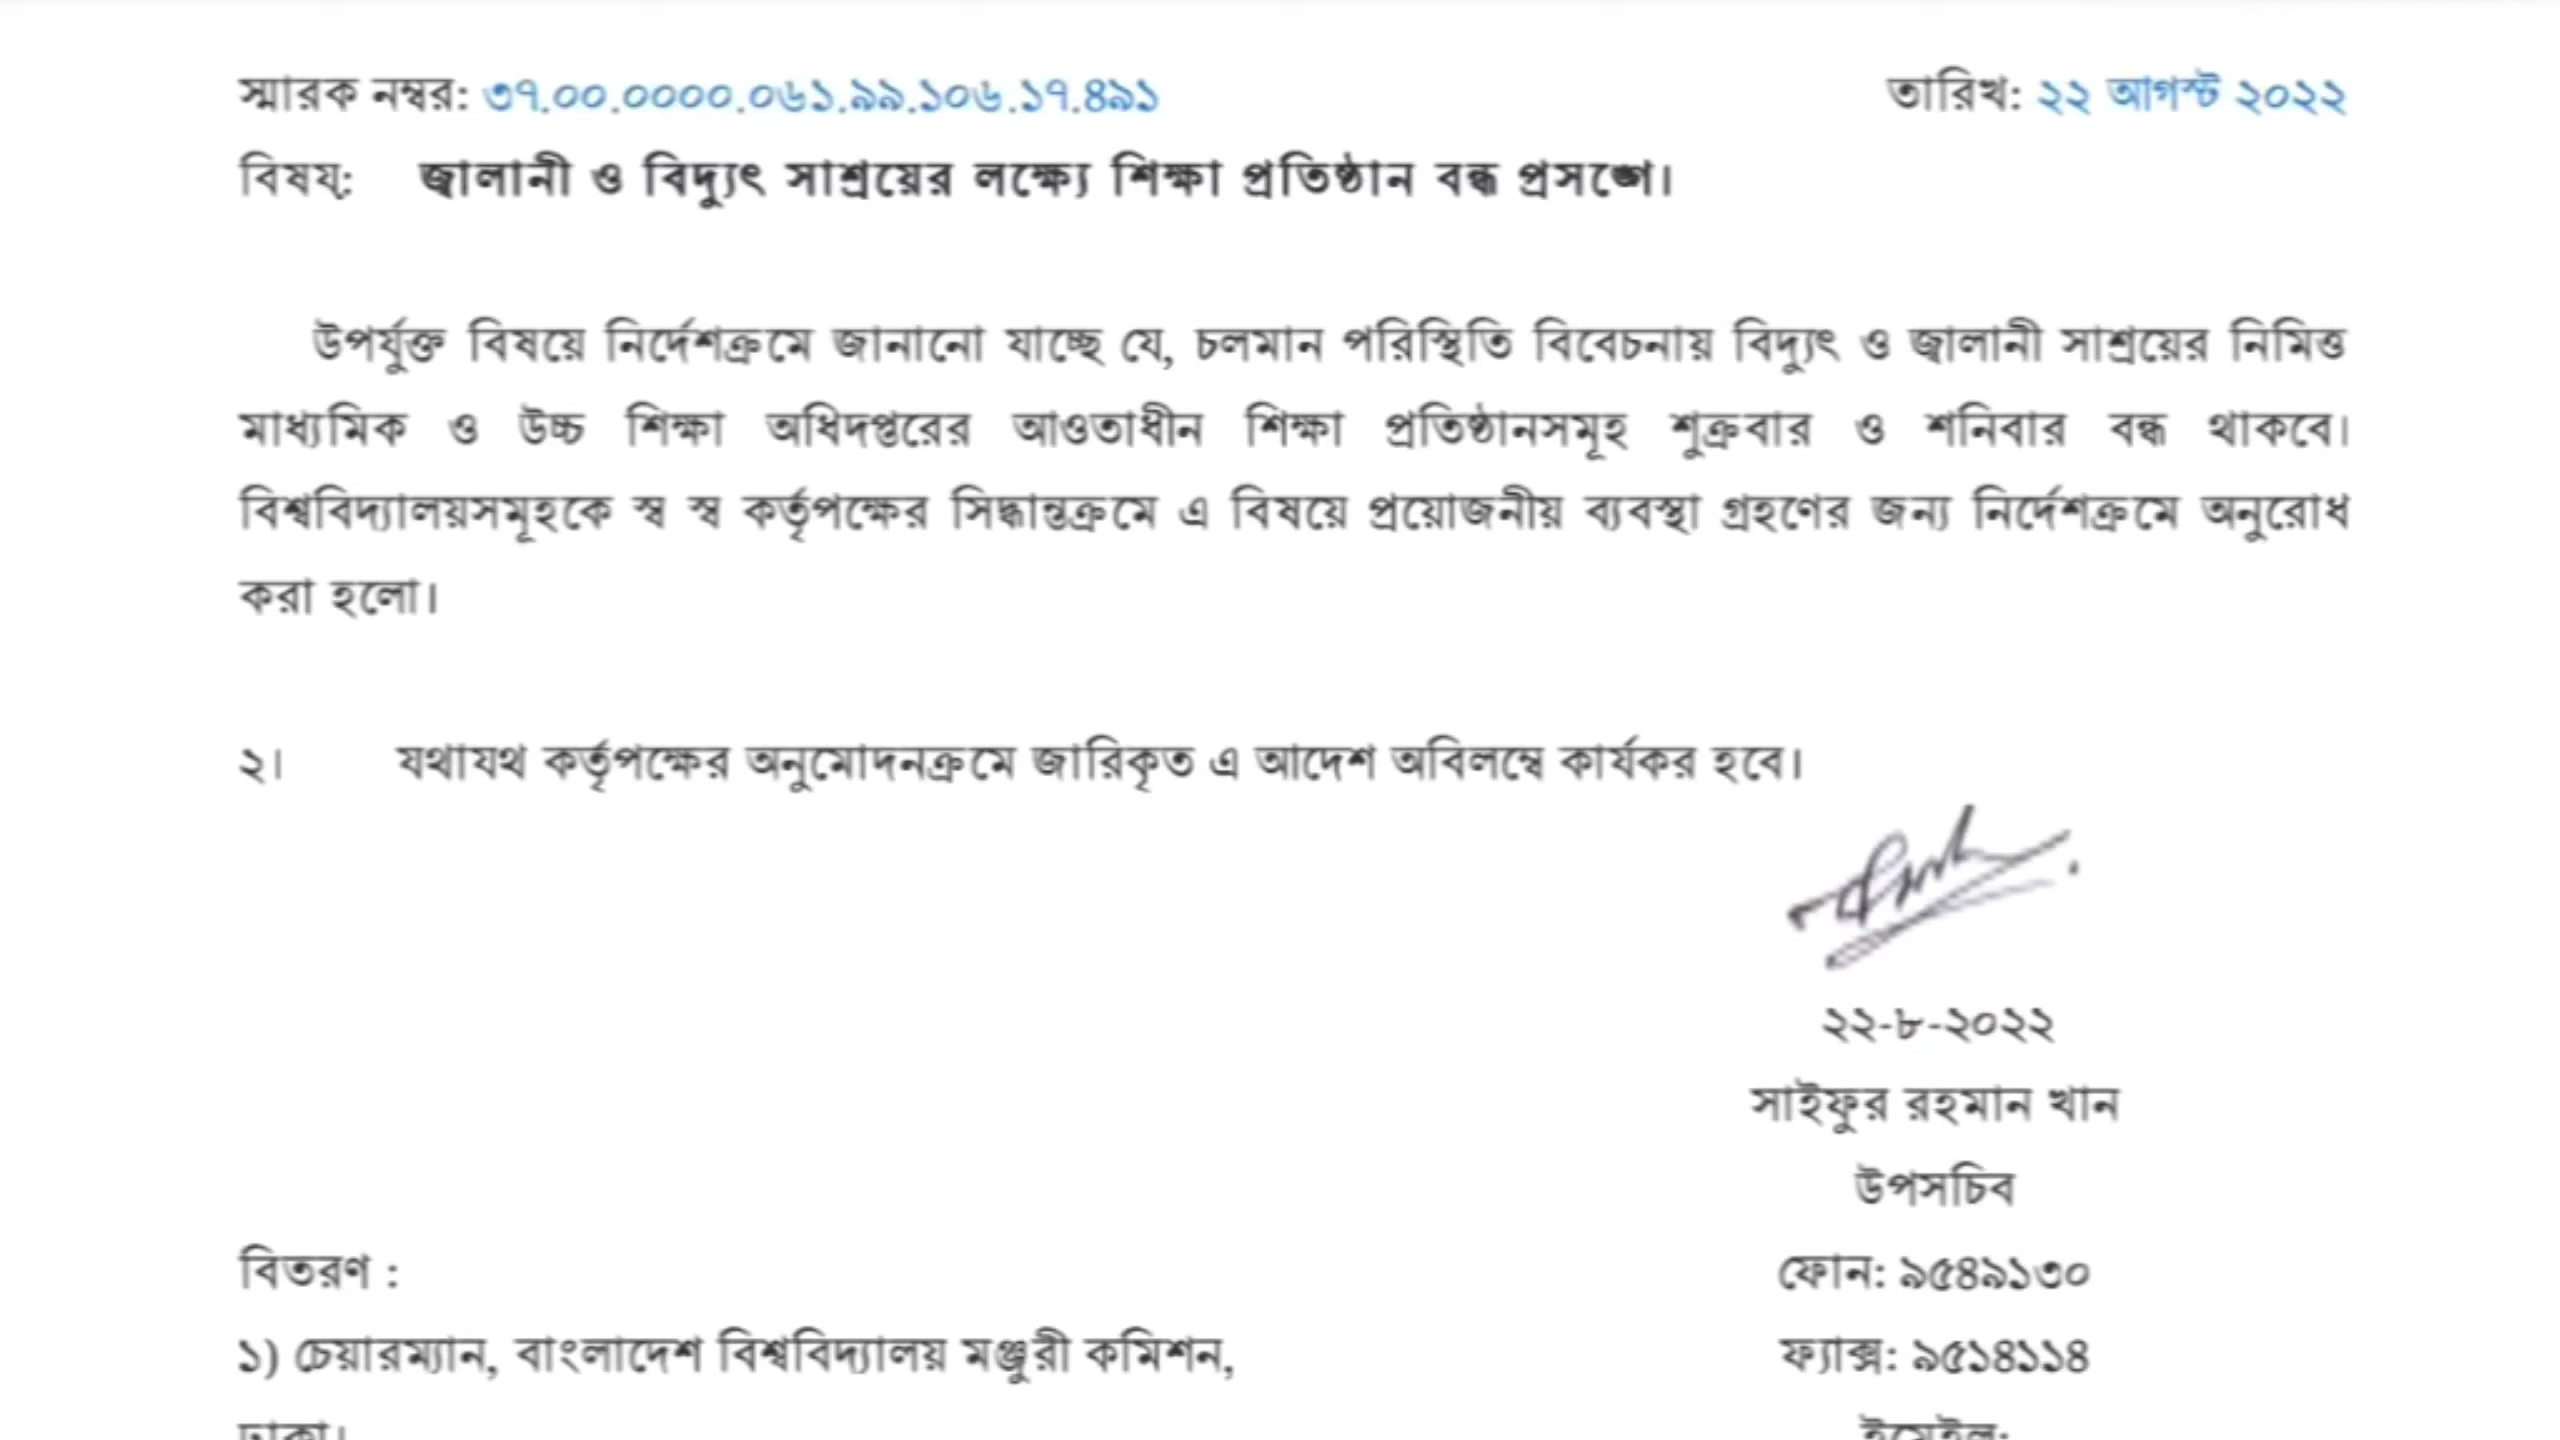 স্মারক নম্বর: ৩৭.০০.০০০০.০৬১.৯৯.১০৬.১৭.৪৯১ তারিখ: ২২ আগস্ট ২০২২
বিষয়: জ্বালানী ও বিদ্যুৎ সাশ্রয়ের লক্ষ্যে শিক্ষা প্রতিষ্ঠান বন্ধ প্রসঙ্গে।
উপর্যুক্ত বিষয়ে নির্দেশক্রমে জানানো যাচ্ছে যে, চলমান পরিস্থিতি বিবেচনায় বিদ্যুৎ ও জ্বালানী সাশ্রয়ের নিমিত্ত
মাধ্যমিক ও উচ্চ শিক্ষা অধিদপ্তরের আওতাধীন শিক্ষা প্রতিষ্ঠানসমূহ শুক্রবার ও শনিবার বন্ধ থাকবে।
বিশ্ববিদ্যালয়সমূহকে স্ব স্ব কর্তৃপক্ষের সিদ্ধান্তক্রমে এ বিষয়ে প্রয়োজনীয় ব্যবস্থা গ্রহণের জন্য নির্দেশক্রমে অনুরোধ
করা হলো।
২। যথাযথ কর্তৃপক্ষের অনুমোদনক্রমে জারিকৃত এ আদেশ অবিলম্বে কার্যকর হবে।
২২-৮-২০২২
সাইফুর রহমান খান
উপসচিব
বিতরণ : ফোন: ৯৫৪৯১৩০
১) চেয়ারম্যান, বাংলাদেশ বিশ্ববিদ্যালয় মঞ্জুরী কমিশন, ফ্যাক্স: ৯৫১৪১১৪
ঢাকা। ইমেইল: